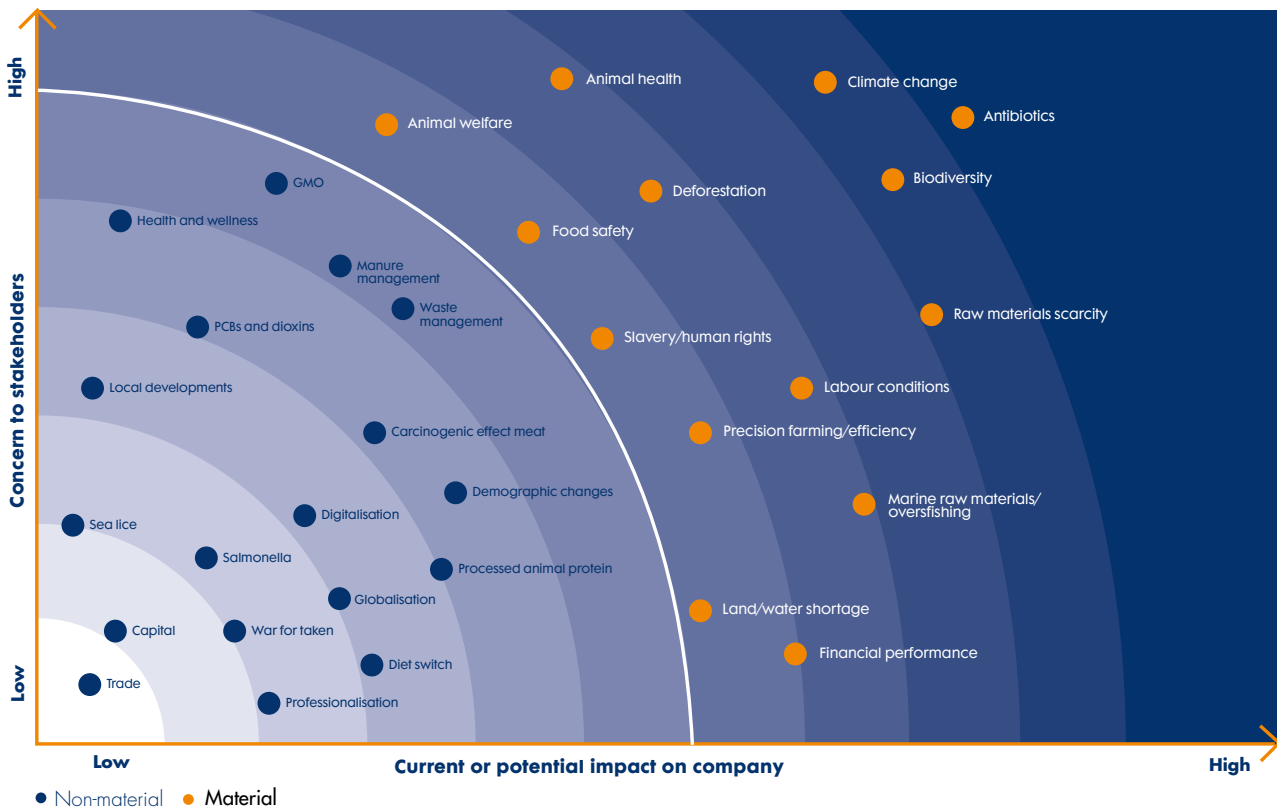 High
Animal health
Climate change
Antibiotics
Animal welfare
Biodiversity
GMO
Deforestation
Health and wellness
Food safety
Manure
management
Waste
management
Raw materials scarcity
PCBs and dioxins
Slavery/human rights
Local developments
Labour conditions
Carcinogenic effect meat
Precision farming/efficiency
Demographic changes
Marine raw materials/
oversfishing
Digitalisation
Sea lice
Salmonella
Processed animal protein
Globalisation
Land/water shortage
Capital
War for taken
Financial performance
Diet switch
Trade
Professionalisation
Concern to stakeholders
Low
Low
Current or potential impact on company
High
Non-material
Material